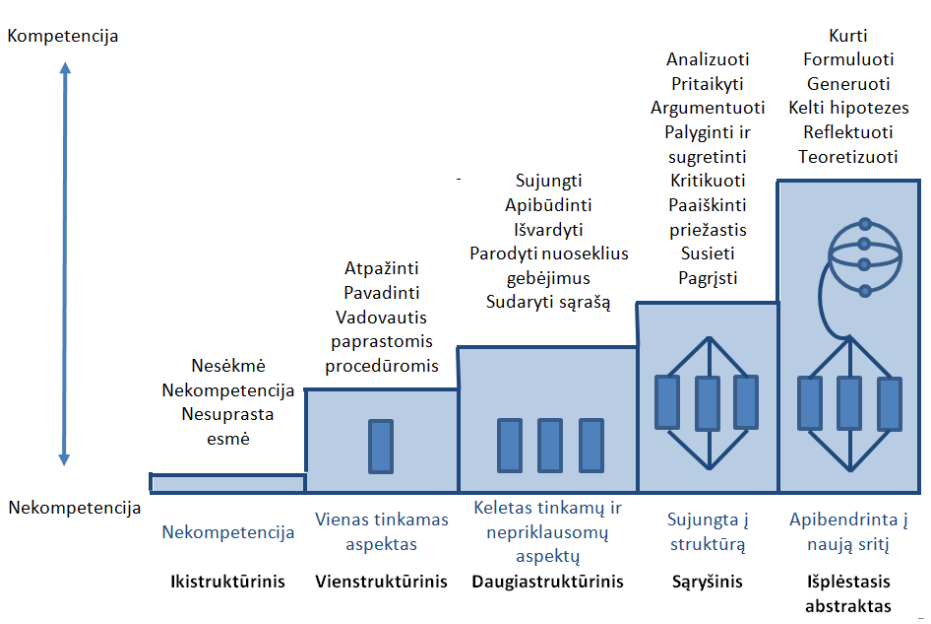 Kompetencija
Nekompetencija
Nesėkmė
Nekompetencija
Nesuprasta
esmė
Atpažinti
Pavadinti
Vadovautis
paprastomis
procedūromis
Sujungti
Apibūdinti
Išvardyti
Parodyti nuoseklius
gebėjimus
Sudaryti sąrašą
Analizuoti
Pritaikyti
Argumentuoti
Palyginti ir
sugretinti
Kritikuoti
Paaiškinti
priežastis
Susieti
Pagrįsti
Kurti
Formuluoti
Generuoti
Kelti hipotezes
Reflektuoti
Teoretizuoti
Nekompetencija
Vienas tinkamas
aspektas
Keletas tinkamų ir
nepriklausomų
aspektų
Sujungta į
struktūrą
Apibendrinta į
naują sritį
Ikistruktūrinis
Vienstruktūrinis
Daugiastruktūrinis
Sąryšinis
Išplėstasis
abstraktas